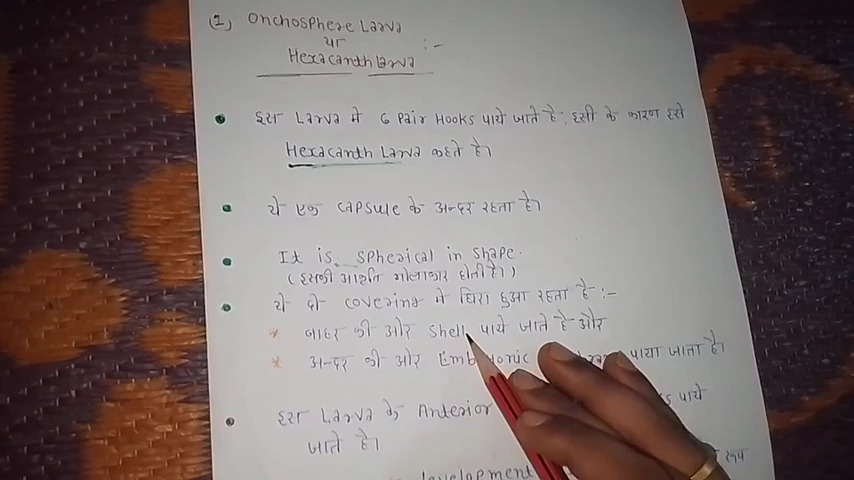 (I) Onchosphere Larva
या :-
Hexacanth Larva
इस Larva में 6 Pair Hooks पाये जाते है, इसी के कारण इसे
Hexacanth Larva कहते है।
ये एक capsule के अन्दर रहता है।
It is spherical in shape.
(इसकी आकृति गोलाकार होती है।)
ये दो covering में घिरा हुआ रहता है :-
* बाहर की ओर Shell पाये जाते है और
* अन्दर की ओर पाया जाता है।
इस Larva के Anterior पाये
जाते है।
development रूप